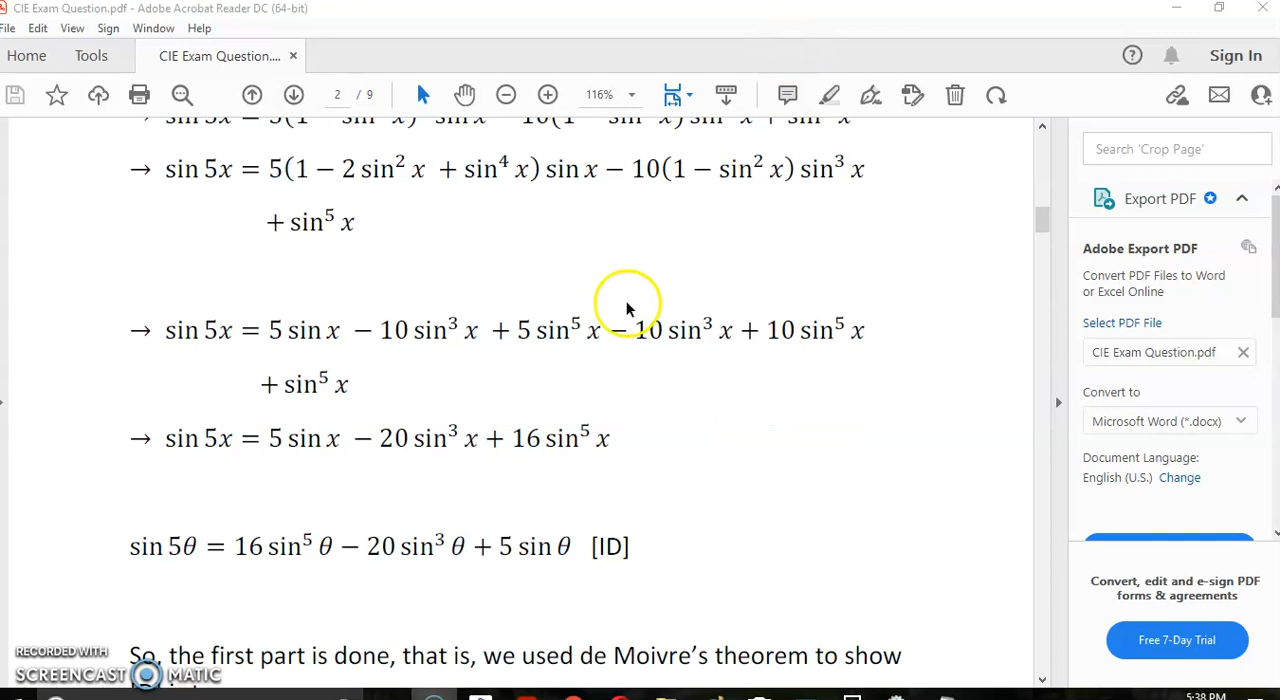 CIE Exam Question.pdf - Adobe Acrobat Reader DC (64-bit)
File Edit View Sign Window Help
Home Tools CIE Exam Question.... × Sign In
2 / 9 116%
→ sin 5x = 5(1 − 2 sin² x + sin⁴ x) sin x − 10(1 − sin² x) sin³ x
+ sin⁵ x
→ sin 5x = 5 sin x − 10 sin³ x + 5 sin⁵ x − 10 sin³ x + 10 sin⁵ x
+ sin⁵ x
→ sin 5x = 5 sin x − 20 sin³ x + 16 sin⁵ x
sin 5θ = 16 sin⁵ θ − 20 sin³ θ + 5 sin θ [ID]
So, the first part is done, that is, we used de Moivre's theorem to show
RECORDED WITH
SCREENCAST MATIC
Search 'Crop Page'
Export PDF
Adobe Export PDF
Convert PDF Files to Word
or Excel Online
Select PDF File
CIE Exam Question.pdf
Convert to
Microsoft Word (*.docx)
Document Language:
English (U.S.) Change
Convert, edit and e-sign PDF
forms & agreements
Free 7-Day Trial
5:38 PM